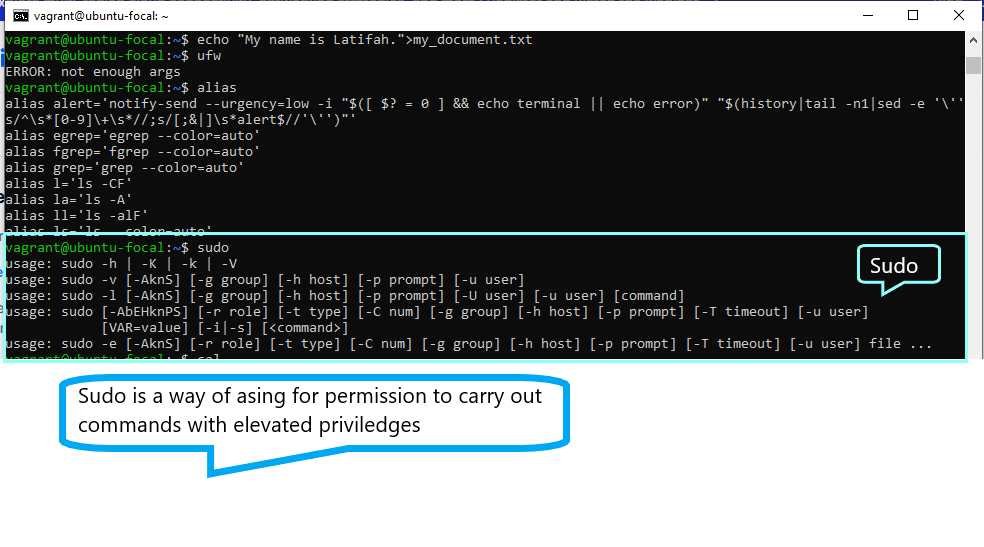 vagrant@ubuntu-focal: ~
vagrant@ubuntu-focal:~$ echo "My name is Latifah.">my_document.txt
vagrant@ubuntu-focal:~$ ufw
ERROR: not enough args
vagrant@ubuntu-focal:~$ alias
alias alert='notify-send --urgency=low -i "$([ $? = 0 ] && echo terminal || echo error)" "$(history|tail -n1|sed -e '\''
s/^\s*[0-9]\+\s*//;s/[;&|]\s*alert$//'\'')"'
alias egrep='egrep --color=auto'
alias fgrep='fgrep --color=auto'
alias grep='grep --color=auto'
alias l='ls -CF'
alias la='ls -A'
alias ll='ls -alF'
alias ls='ls --color=auto'
vagrant@ubuntu-focal:~$ sudo
usage: sudo -h | -K | -k | -V
usage: sudo -v [-AknS] [-g group] [-h host] [-p prompt] [-u user]
usage: sudo -l [-AknS] [-g group] [-h host] [-p prompt] [-U user] [-u user] [command]
usage: sudo [-AbEHknPS] [-r role] [-t type] [-C num] [-g group] [-h host] [-p prompt] [-T timeout] [-u user]
[VAR=value] [-i|-s] [<command>]
usage: sudo -e [-AknS] [-r role] [-t type] [-C num] [-g group] [-h host] [-p prompt] [-T timeout] [-u user] file ...
vagrant@ubuntu-focal:~$
Sudo
Sudo is a way of asing for permission to carry out
commands with elevated priviledges